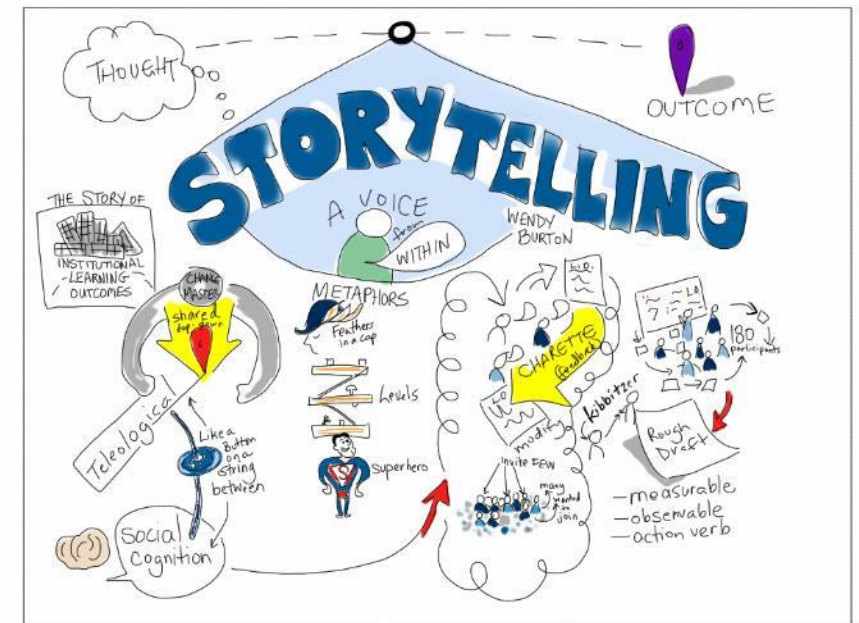 THOUGHT
OUTCOME
STORYTELLING
A VOICE
from
WITHIN
WENDY
BURTON
THE STORY OF
INSTITUTIONAL
-LEARNING
OUTCOMES
CHANGE
MASTER
shared
top-down
Teleological
Like a
Button
on a
string
between
Social
Cognition
METAPHORS
Feathers
in a cap
Levels
Superhero
S
L.O.
CHARETTE
(feedback)
L.O.
modify
kibbitzer
invite FEW
many
wanted
to
join
L.O.
180
participants
Rough
Draft
-measurable
-observable
-action verb